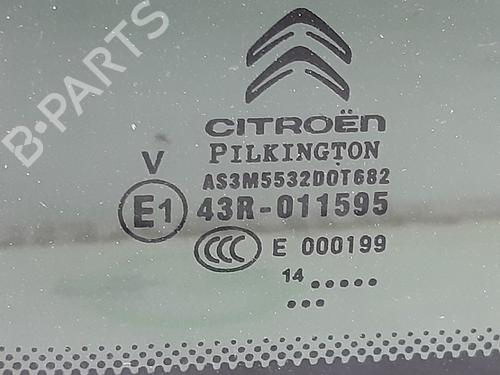 B-PARTS
CITROËN
PILKINGTON
V
AS3M5532DOT682
E1 43R-011595
CCC E 000199
14 .....
...